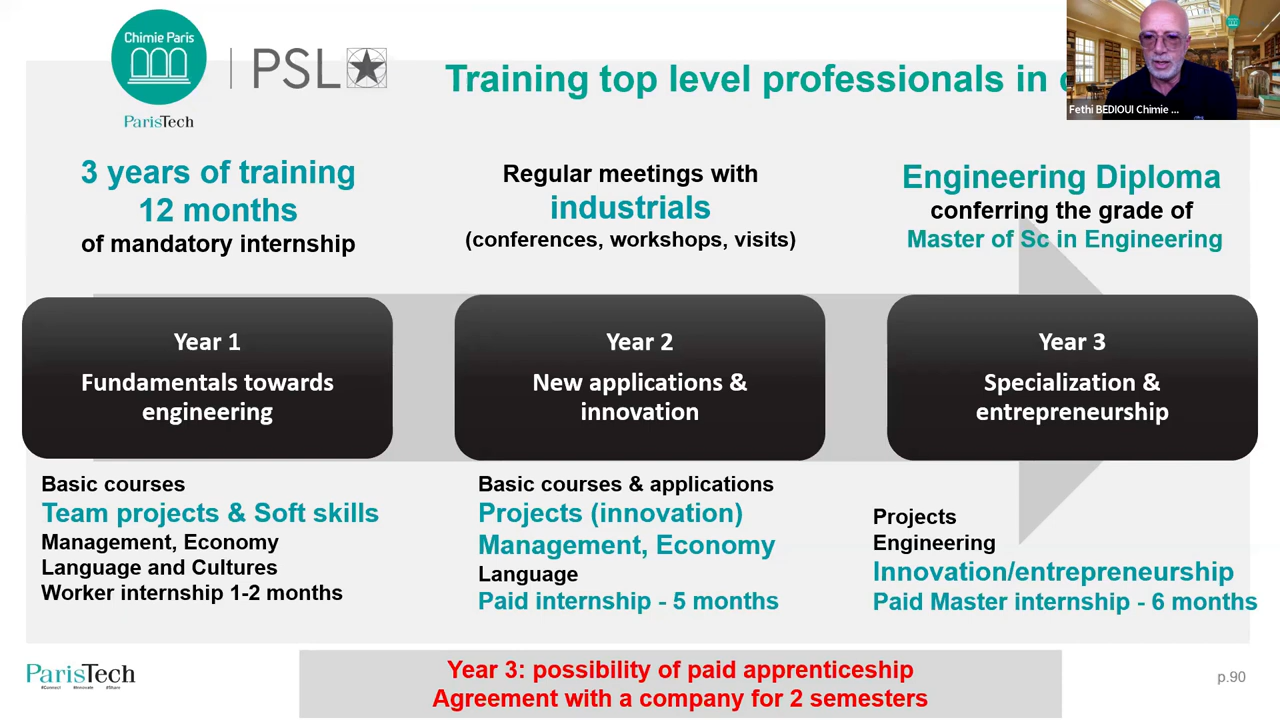 Chimie Paris
PSL
ParisTech
Training top level professionals in
Fethi BEDIOUI Chimie ...
3 years of training
12 months
of mandatory internship
Regular meetings with
industrials
(conferences, workshops, visits)
Engineering Diploma
conferring the grade of
Master of Sc in Engineering
Year 1
Fundamentals towards
engineering
Year 2
New applications &
innovation
Year 3
Specialization &
entrepreneurship
Basic courses
Team projects & Soft skills
Management, Economy
Language and Cultures
Worker internship 1-2 months
Basic courses & applications
Projects (innovation)
Management, Economy
Language
Paid internship - 5 months
Projects
Engineering
Innovation/entrepreneurship
Paid Master internship - 6 months
ParisTech
#Connect #Innovate #Share
Year 3: possibility of paid apprenticeship
Agreement with a company for 2 semesters
p.90